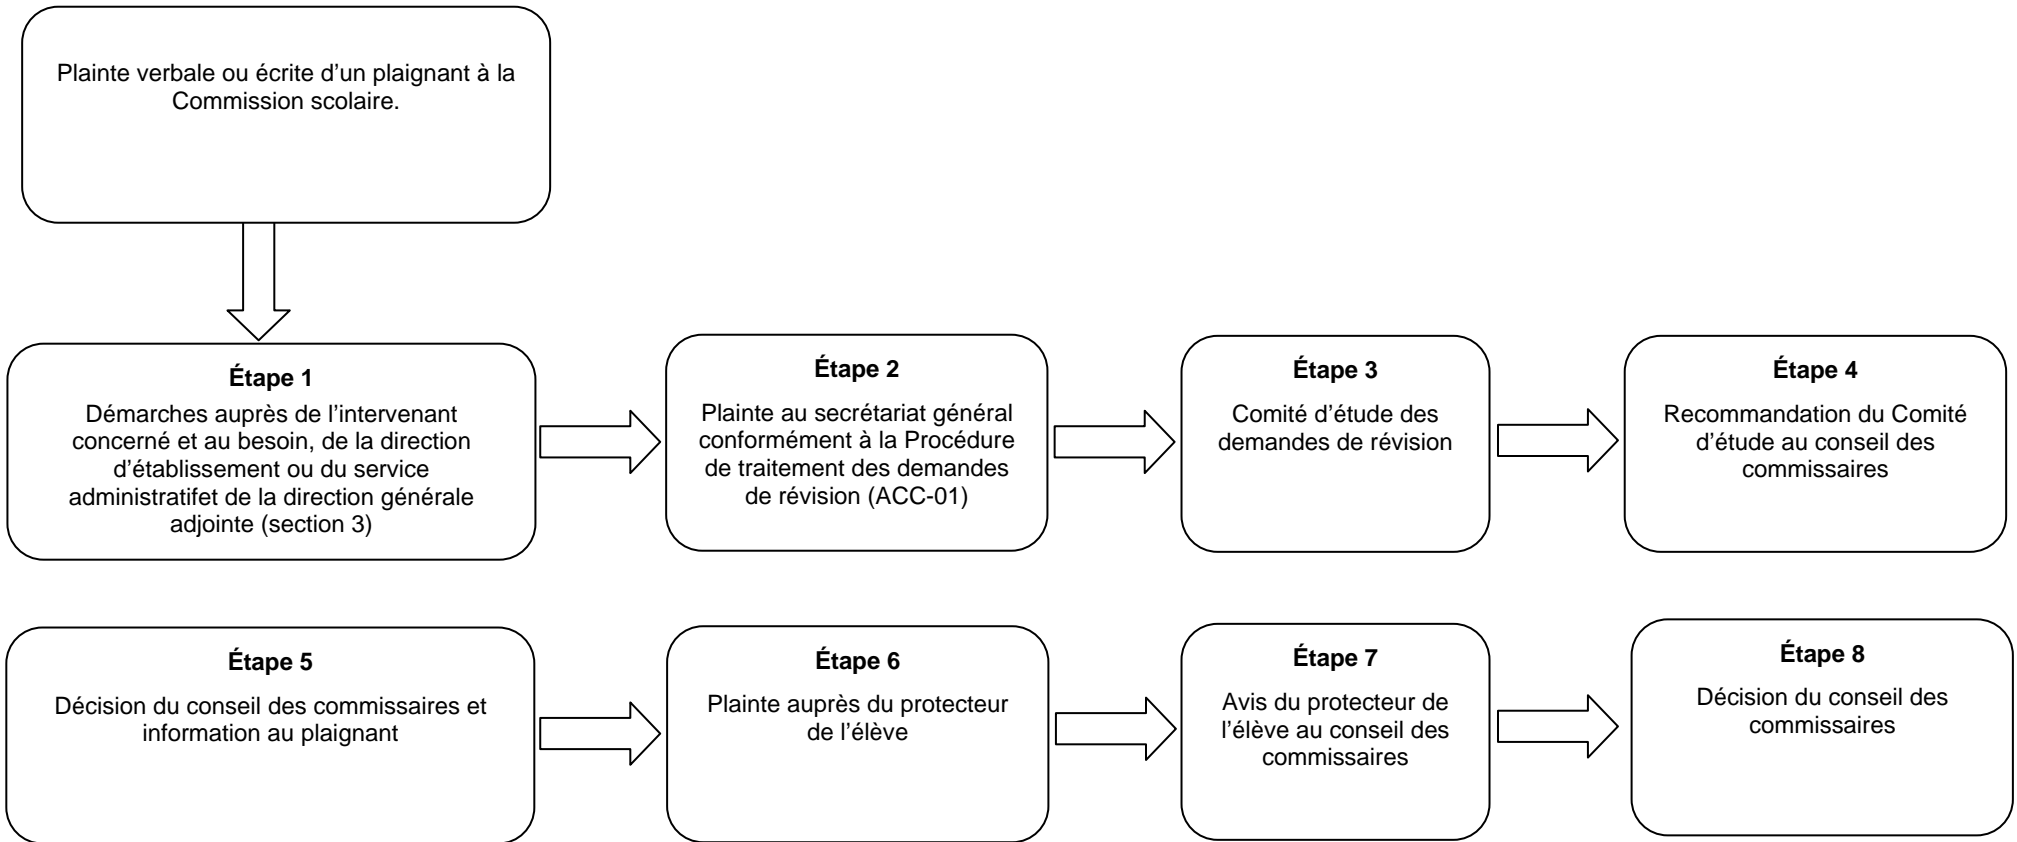 Plainte verbale ou écrite d’un plaignant à la
Commission scolaire.
Étape 1
Démarches auprès de l’intervenant
concerné et au besoin, de la direction
d’établissement ou du service
administratifet de la direction générale
adjointe (section 3)
Étape 2
Plainte au secrétariat général
conformément à la Procédure
de traitement des demandes
de révision (ACC-01)
Étape 3
Comité d’étude des
demandes de révision
Étape 4
Recommandation du Comité
d’étude au conseil des
commissaires
Étape 5
Décision du conseil des commissaires et
information au plaignant
Étape 6
Plainte auprès du protecteur
de l’élève
Étape 7
Avis du protecteur de
l’élève au conseil des
commissaires
Étape 8
Décision du conseil des
commissaires